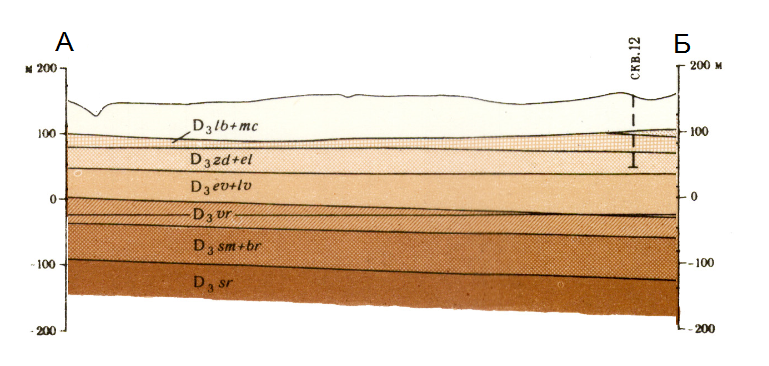 А
Б
СКВ.12
м 200
200 м
100
100
0
0
-100
-100
-200
-200
D3 lb+mc
D3 zd+el
D3 ev+lv
D3 vr
D3 sm+br
D3 sr